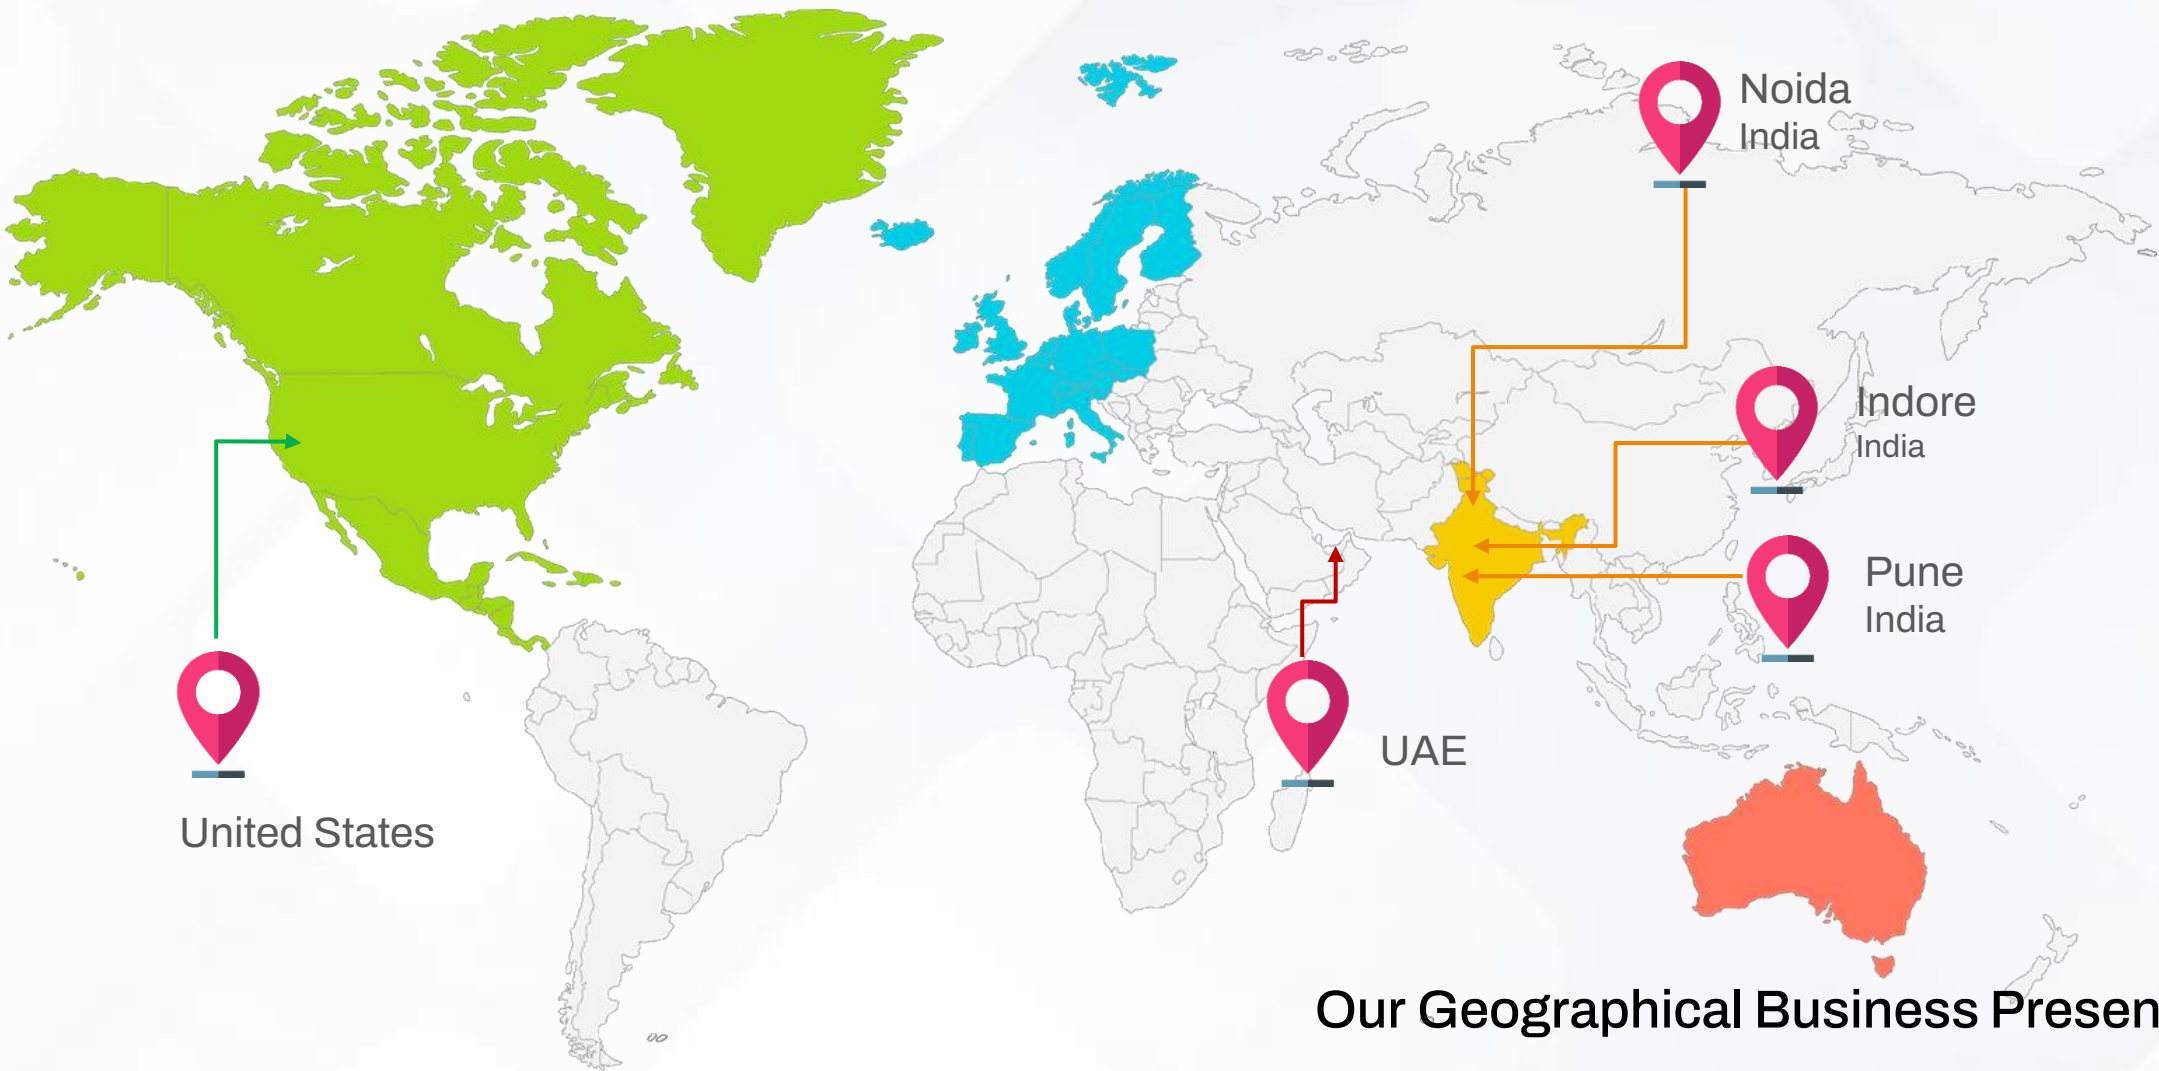 Noida
India
Indore
India
Pune
India
UAE
United States
Our Geographical Business Presen